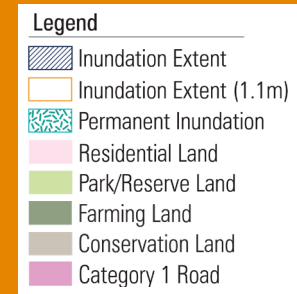 Legend
Inundation Extent
Inundation Extent (1.1m)
Permanent Inundation
Residential Land
Park/Reserve Land
Farming Land
Conservation Land
Category 1 Road